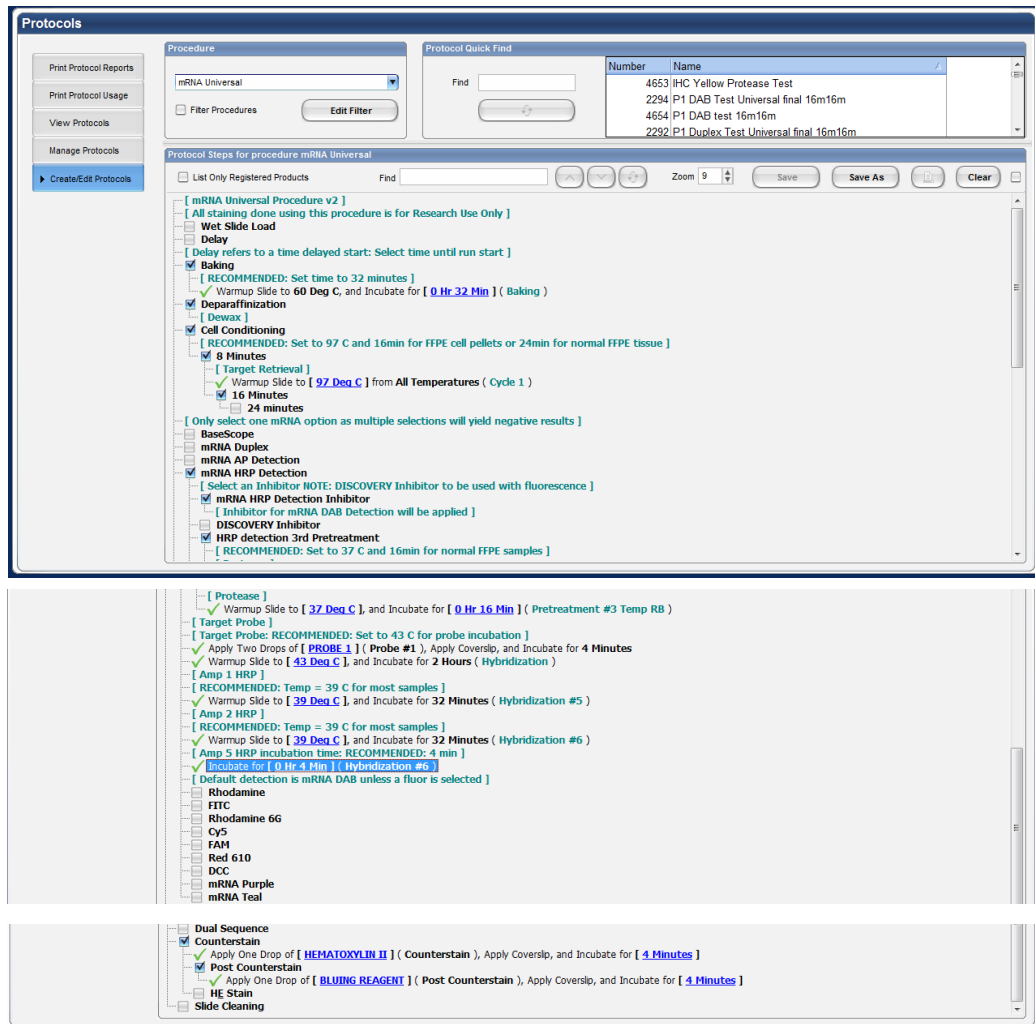 Protocols
Print Protocol Reports
Print Protocol Usage
View Protocols
Manage Protocols
Create/Edit Protocols
Procedure
mRNA Universal
Filter Procedures
Edit Filter
Protocol Quick Find
Find
Number Name
4653 IHC Yellow Protease Test
2294 P1 DAB Test Universal final 16m16m
4654 P1 DAB test 16m16m
2292 P1 Duplex Test Universal final 16m16m
Protocol Steps for procedure mRNA Universal
List Only Registered Products Find Zoom 9 Save Save As Clear
[ mRNA Universal Procedure v2 ]
[ All staining done using this procedure is for Research Use Only ]
Wet Slide Load
Delay
[ Delay refers to a time delayed start: Select time until run start ]
Baking
[ RECOMMENDED: Set time to 32 minutes ]
Warmup Slide to 60 Deg C, and Incubate for [ 0 Hr 32 Min ] ( Baking )
Deparaffinization
[ Dewax ]
Cell Conditioning
[ RECOMMENDED: Set to 97 C and 16min for FFPE cell pellets or 24min for normal FFPE tissue ]
8 Minutes
[ Target Retrieval ]
Warmup Slide to [ 97 Deg C ] from All Temperatures ( Cycle 1 )
16 Minutes
24 minutes
[ Only select one mRNA option as multiple selections will yield negative results ]
BaseScope
mRNA Duplex
mRNA AP Detection
mRNA HRP Detection
[ Select an Inhibitor NOTE: DISCOVERY Inhibitor to be used with fluorescence ]
mRNA HRP Detection Inhibitor
[ Inhibitor for mRNA DAB Detection will be applied ]
DISCOVERY Inhibitor
HRP detection 3rd Pretreatment
[ RECOMMENDED: Set to 37 C and 16min for normal FFPE samples ]
[ Protease ]
Warmup Slide to [ 37 Deg C ], and Incubate for [ 0 Hr 16 Min ] ( Pretreatment #3 Temp RB )
[ Target Probe ]
[ Target Probe: RECOMMENDED: Set to 43 C for probe incubation ]
Apply Two Drops of [ PROBE 1 ] ( Probe #1 ), Apply Coverslip, and Incubate for 4 Minutes
Warmup Slide to [ 43 Deg C ], and Incubate for 2 Hours ( Hybridization )
[ Amp 1 HRP ]
[ RECOMMENDED: Temp = 39 C for most samples ]
Warmup Slide to [ 39 Deg C ], and Incubate for 32 Minutes ( Hybridization #5 )
[ Amp 2 HRP ]
[ RECOMMENDED: Temp = 39 C for most samples ]
Warmup Slide to [ 39 Deg C ], and Incubate for 32 Minutes ( Hybridization #6 )
[ Amp 5 HRP incubation time: RECOMMENDED: 4 min ]
Incubate for [ 0 Hr 4 Min ] ( Hybridization #6 )
[ Default detection is mRNA DAB unless a fluor is selected ]
Rhodamine
FITC
Rhodamine 6G
Cy5
FAM
Red 610
DCC
mRNA Purple
mRNA Teal
Dual Sequence
Counterstain
Apply One Drop of [ HEMATOXYLIN II ] ( Counterstain ), Apply Coverslip, and Incubate for [ 4 Minutes ]
Post Counterstain
Apply One Drop of [ BLUING REAGENT ] ( Post Counterstain ), Apply Coverslip, and Incubate for [ 4 Minutes ]
HE Stain
Slide Cleaning